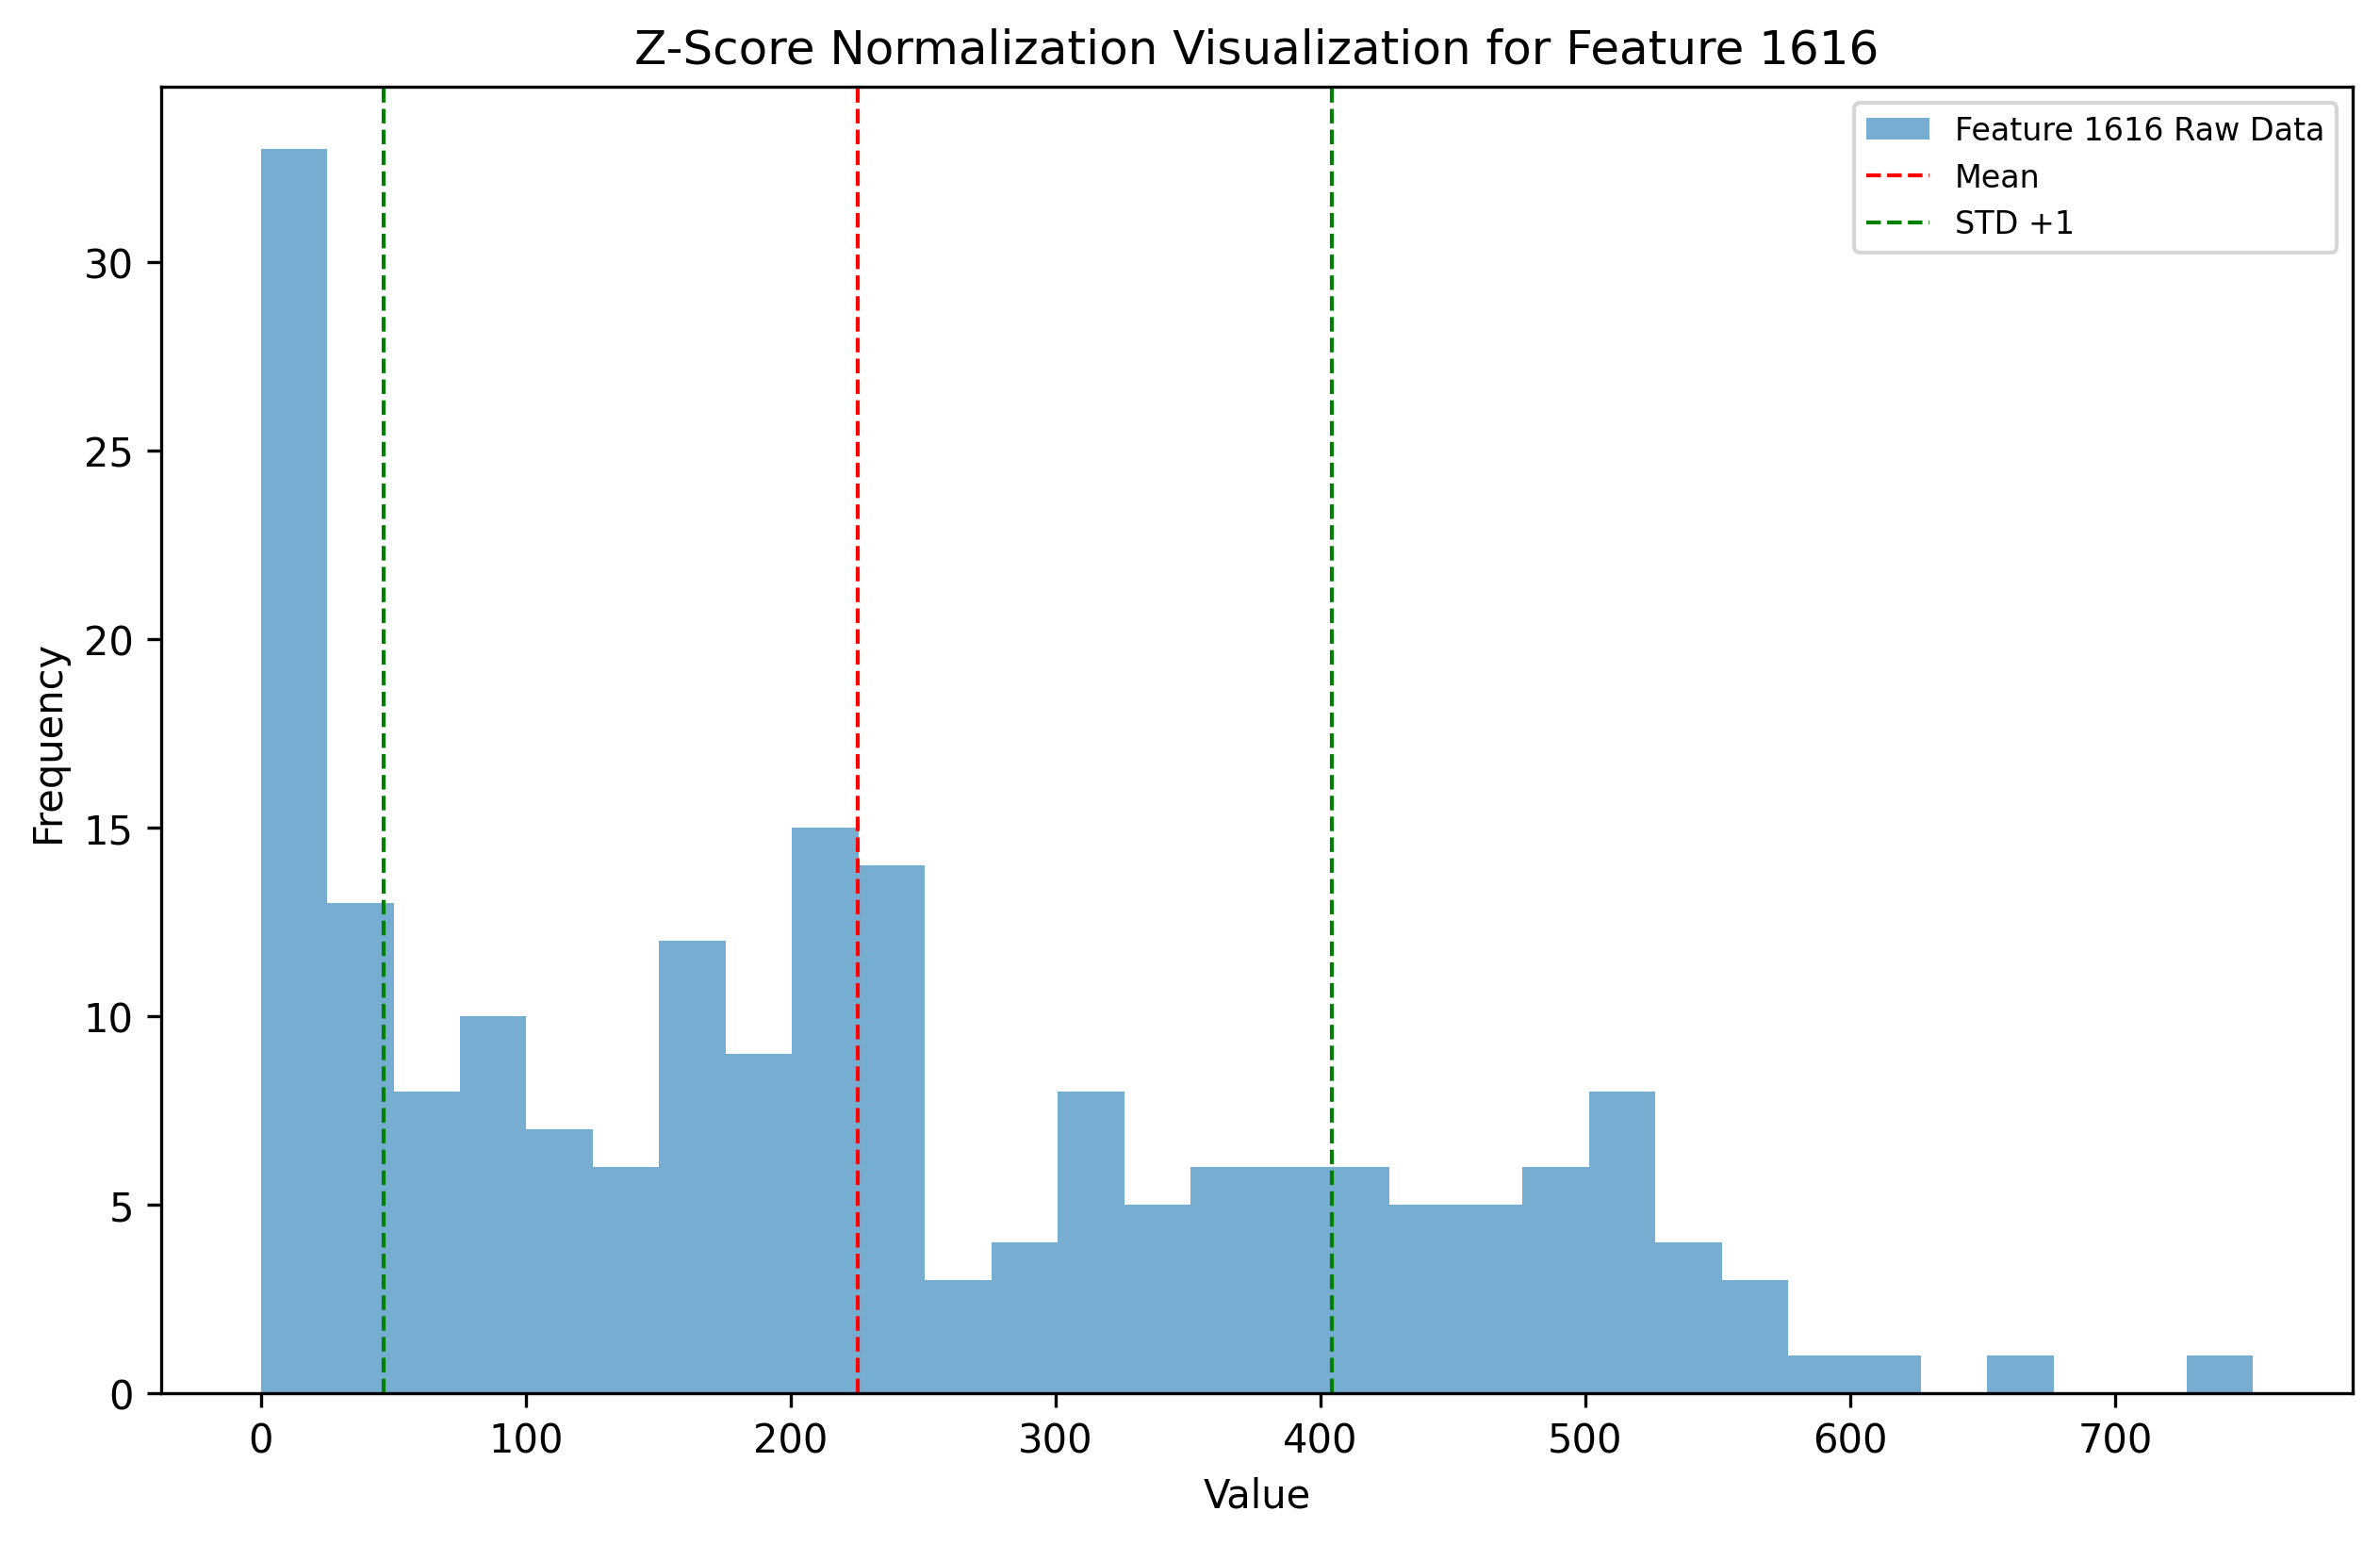 Z-Score Normalization Visualization for Feature 1616
Feature 1616 Raw Data
Mean
STD +1
30
25
20
15
10
5
0
Frequency
0 100 200 300 400 500 600 700
Value